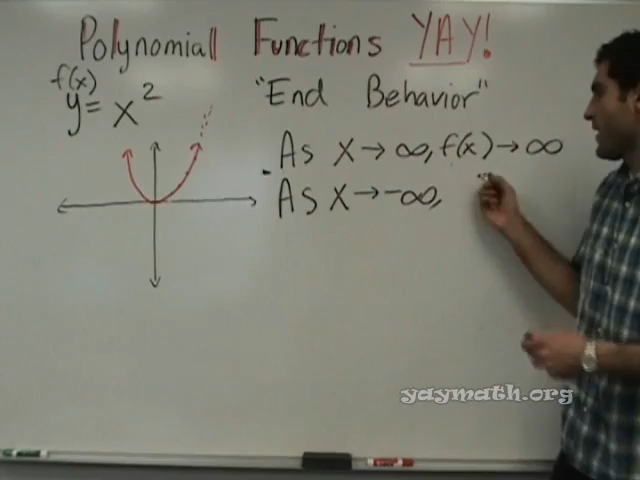 Polynomial Functions YAY!
f(x)
y = x²
"End Behavior"
As x → ∞, f(x) → ∞
As x → -∞,
yaymath.org